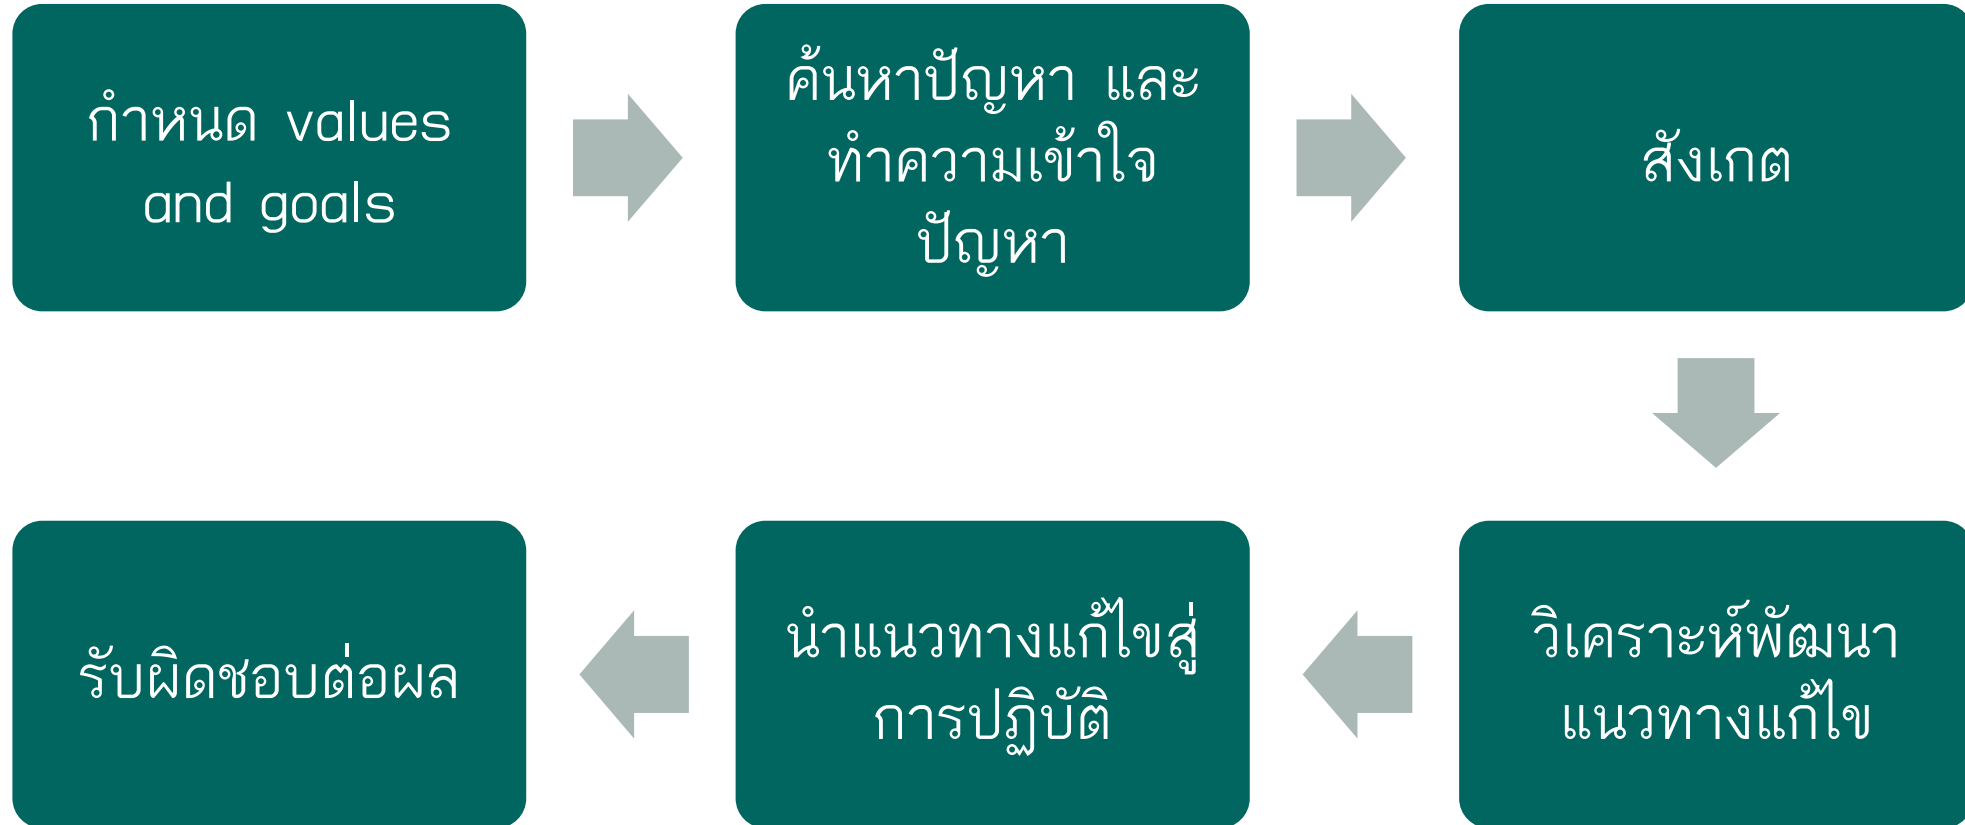 กำหนด values
and goals
ค้นหาปัญหา และ
ทำความเข้าใจ
ปัญหา
สังเกต
วิเคราะห์พัฒนา
แนวทางแก้ไข
นำแนวทางแก้ไขสู่
การปฏิบัติ
รับผิดชอบต่อผล